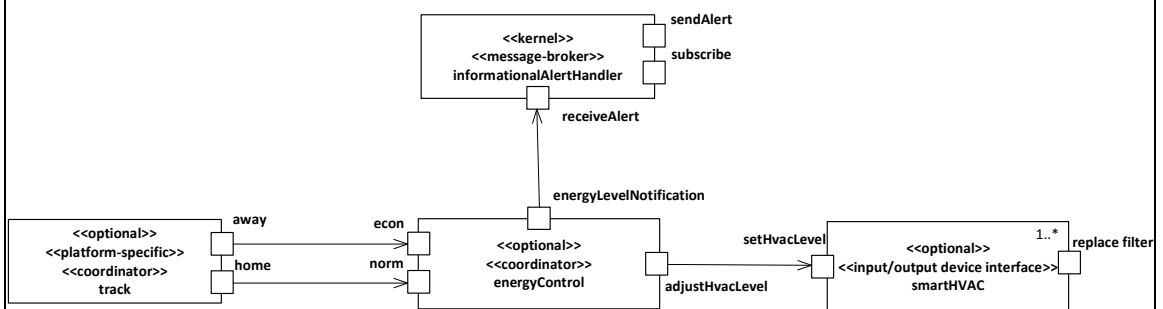 sendAlert
<<kernel>>
<<message-broker>>
informationalAlertHandler
subscribe
receiveAlert
energyLevelNotification
away
<<optional>>
<<platform-specific>>
<<coordinator>>
track
home
econ
norm
<<optional>>
<<coordinator>>
energyControl
adjustHvacLevel
setHvacLevel
1..*
<<optional>>
<<input/output device interface>>
smartHVAC
replace filter